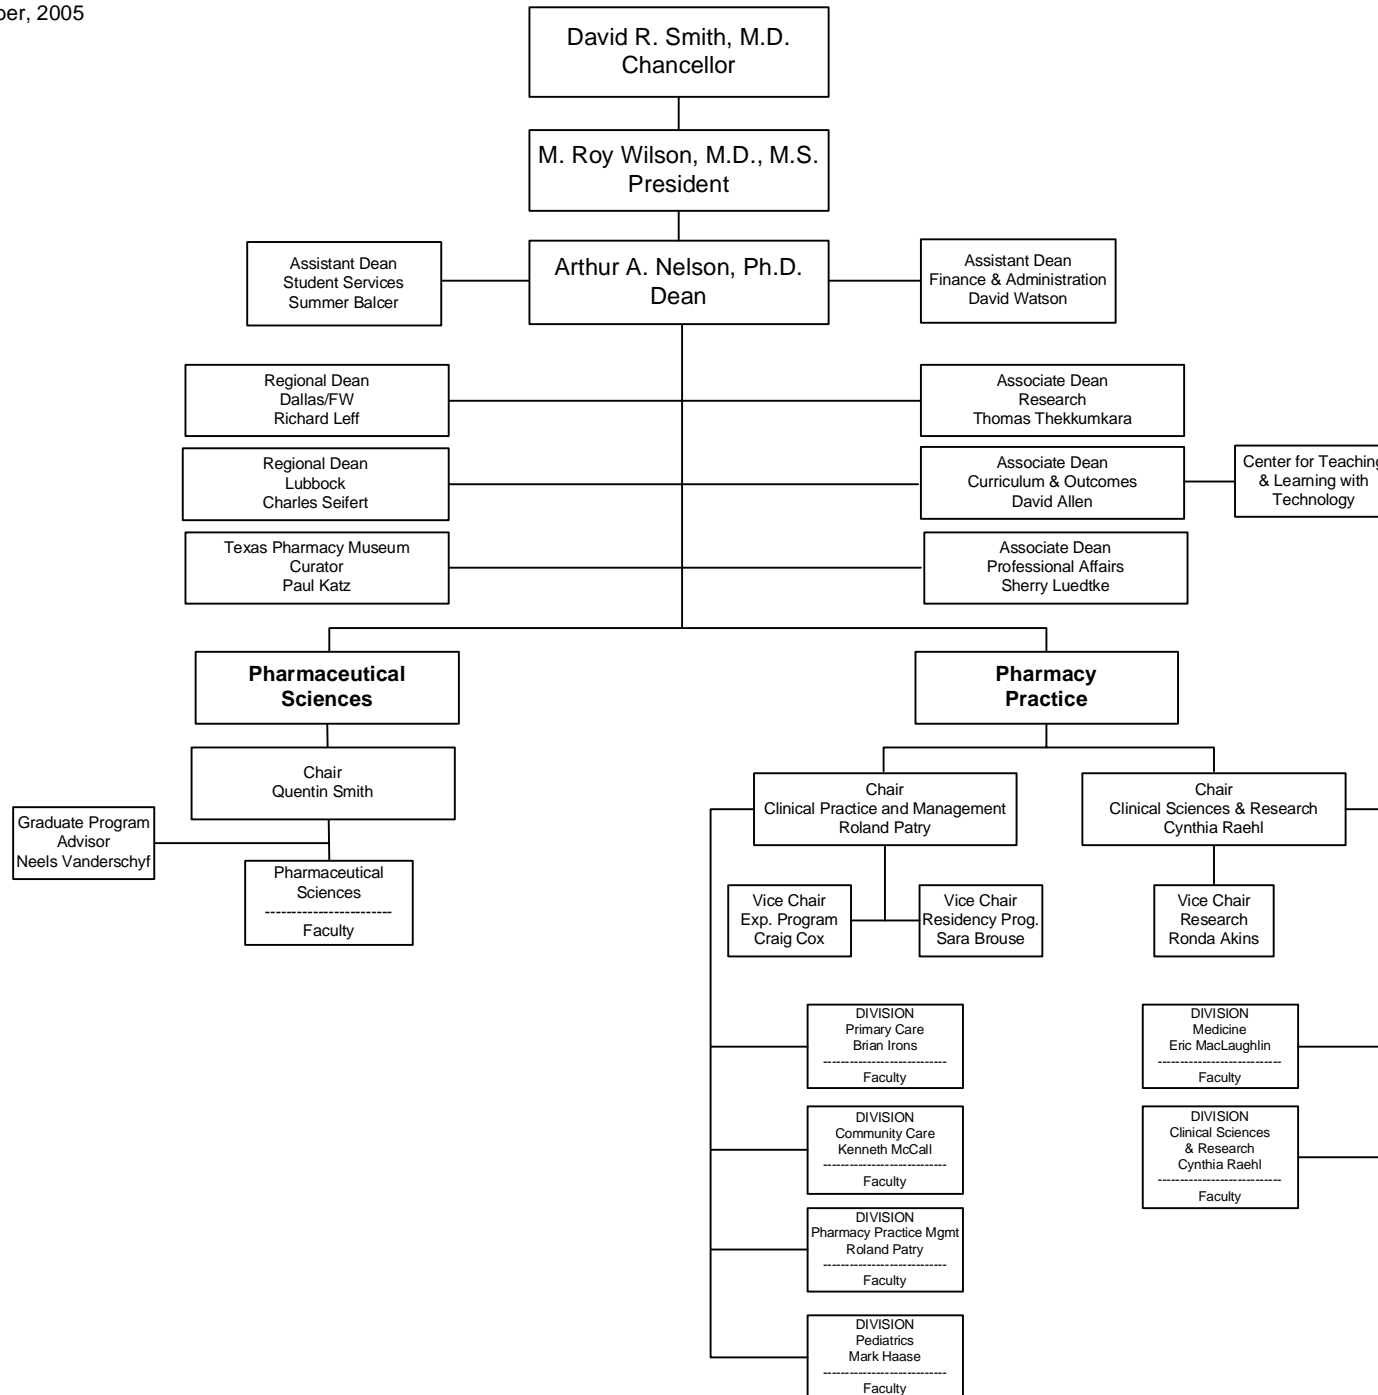 2005
David R. Smith, M.D.
Chancellor
M. Roy Wilson, M.D., M.S.
President
Assistant Dean
Student Services
Summer Balcer
Arthur A. Nelson, Ph.D.
Dean
Assistant Dean
Finance & Administration
David Watson
Regional Dean
Dallas/FW
Richard Leff
Associate Dean
Research
Thomas Thekkumkara
Regional Dean
Lubbock
Charles Seifert
Associate Dean
Curriculum & Outcomes
David Allen
Center for Teaching
& Learning with
Technology
Texas Pharmacy Museum
Curator
Paul Katz
Associate Dean
Professional Affairs
Sherry Luedtke
Pharmaceutical
Sciences
Pharmacy
Practice
Chair
Quentin Smith
Chair
Clinical Practice and Management
Roland Patry
Chair
Clinical Sciences & Research
Cynthia Raehl
Graduate Program
Advisor
Neels Vanderschyf
Pharmaceutical
Sciences
------------------------
Faculty
Vice Chair
Exp. Program
Craig Cox
Vice Chair
Residency Prog.
Sara Brouse
Vice Chair
Research
Ronda Akins
DIVISION
Primary Care
Brian Irons
----------------------------
Faculty
DIVISION
Medicine
Eric MacLaughlin
----------------------------
Faculty
DIVISION
Community Care
Kenneth McCall
----------------------------
Faculty
DIVISION
Clinical Sciences
& Research
Cynthia Raehl
----------------------------
Faculty
DIVISION
Pharmacy Practice Mgmt
Roland Patry
----------------------------
Faculty
DIVISION
Pediatrics
Mark Haase
----------------------------
Faculty